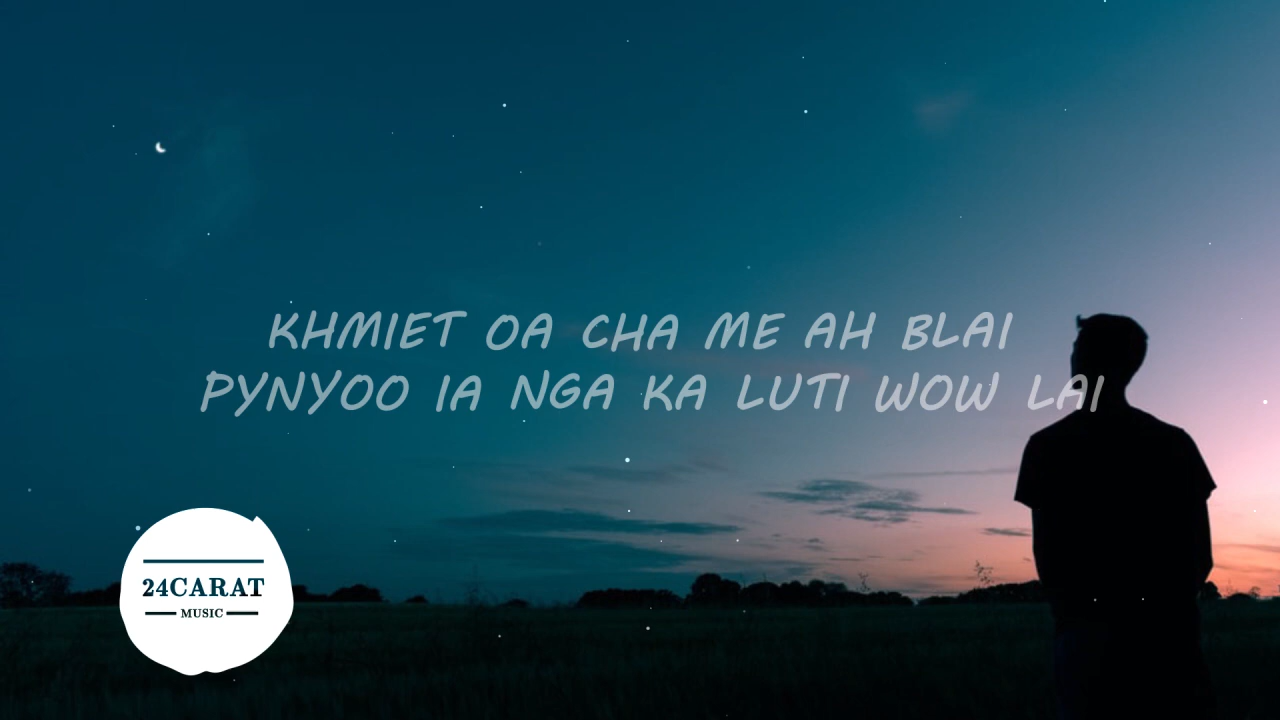 KHMIET OA CHA ME AH BLAI
PYNYOO IA NGA KA LUTI WOW LAI
24CARAT
MUSIC